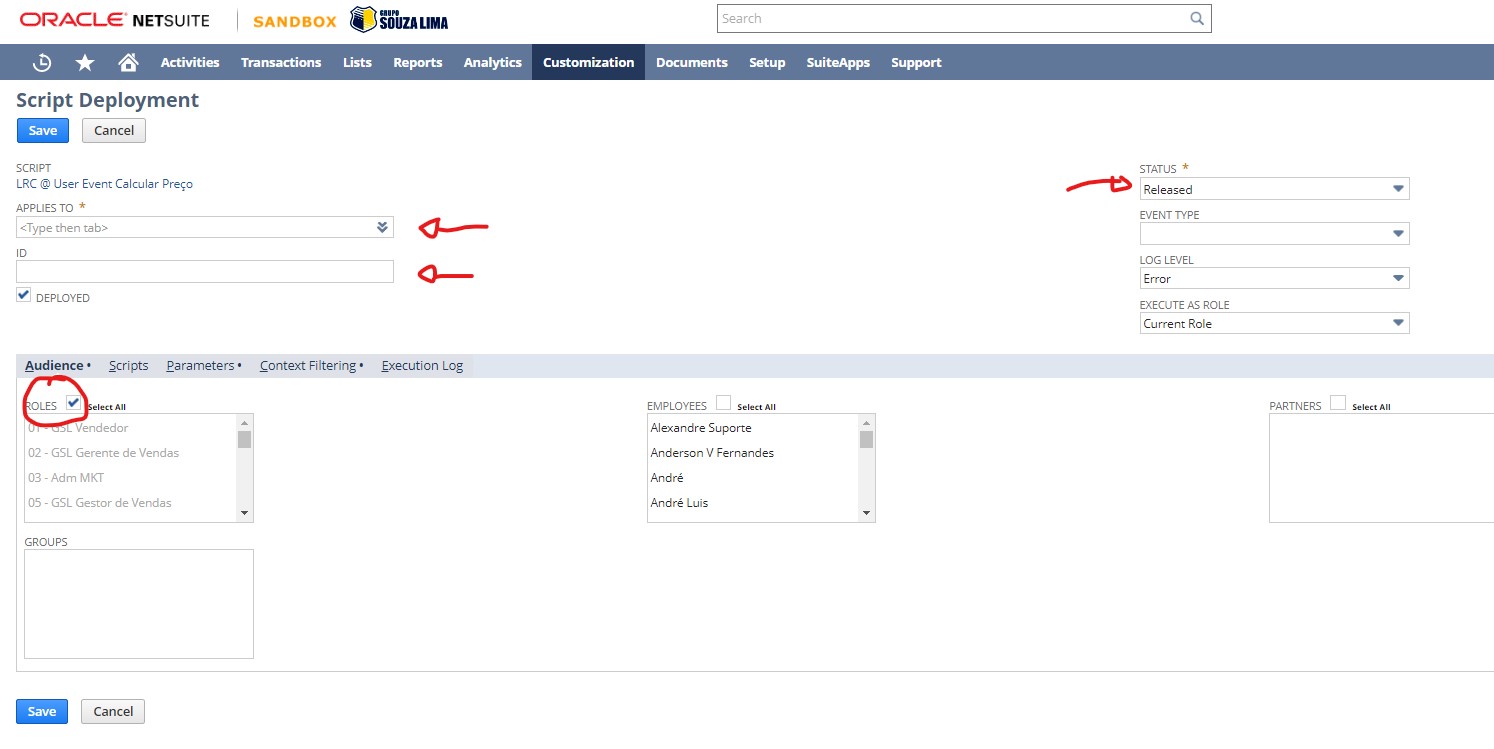 ORACLE NETSUITE SANDBOX GRUPO SOUZA LIMA
Search
Activities Transactions Lists Reports Analytics Customization Documents Setup SuiteApps Support
Script Deployment
Save Cancel
SCRIPT
LRC @ User Event Calcular Preço
APPLIES TO *
<Type then tab>
ID
DEPLOYED
STATUS *
Released
EVENT TYPE
LOG LEVEL
Error
EXECUTE AS ROLE
Current Role
Audience • Scripts Parameters • Context Filtering • Execution Log
ROLES Select All
01 - GSL Vendedor
02 - GSL Gerente de Vendas
03 - Adm MKT
05 - GSL Gestor de Vendas
GROUPS
EMPLOYEES Select All
Alexandre Suporte
Anderson V Fernandes
André
André Luis
PARTNERS Select All
Save Cancel